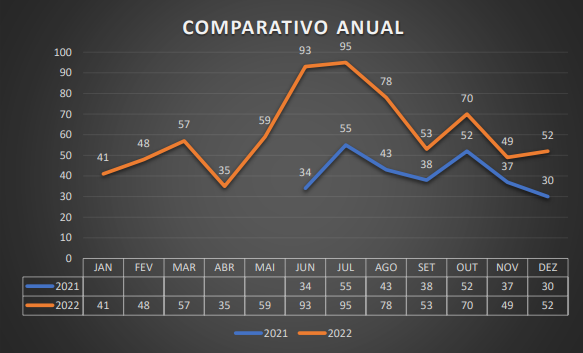 COMPARATIVO ANUAL
100
90
80
70
60
50
40
30
20
10
0
41 48 57 35 59 93 95 78 53 70 49 52
34 55 43 38 52 37 30
JAN FEV MAR ABR MAI JUN JUL AGO SET OUT NOV DEZ
2021 34 55 43 38 52 37 30
2022 41 48 57 35 59 93 95 78 53 70 49 52
2021 2022